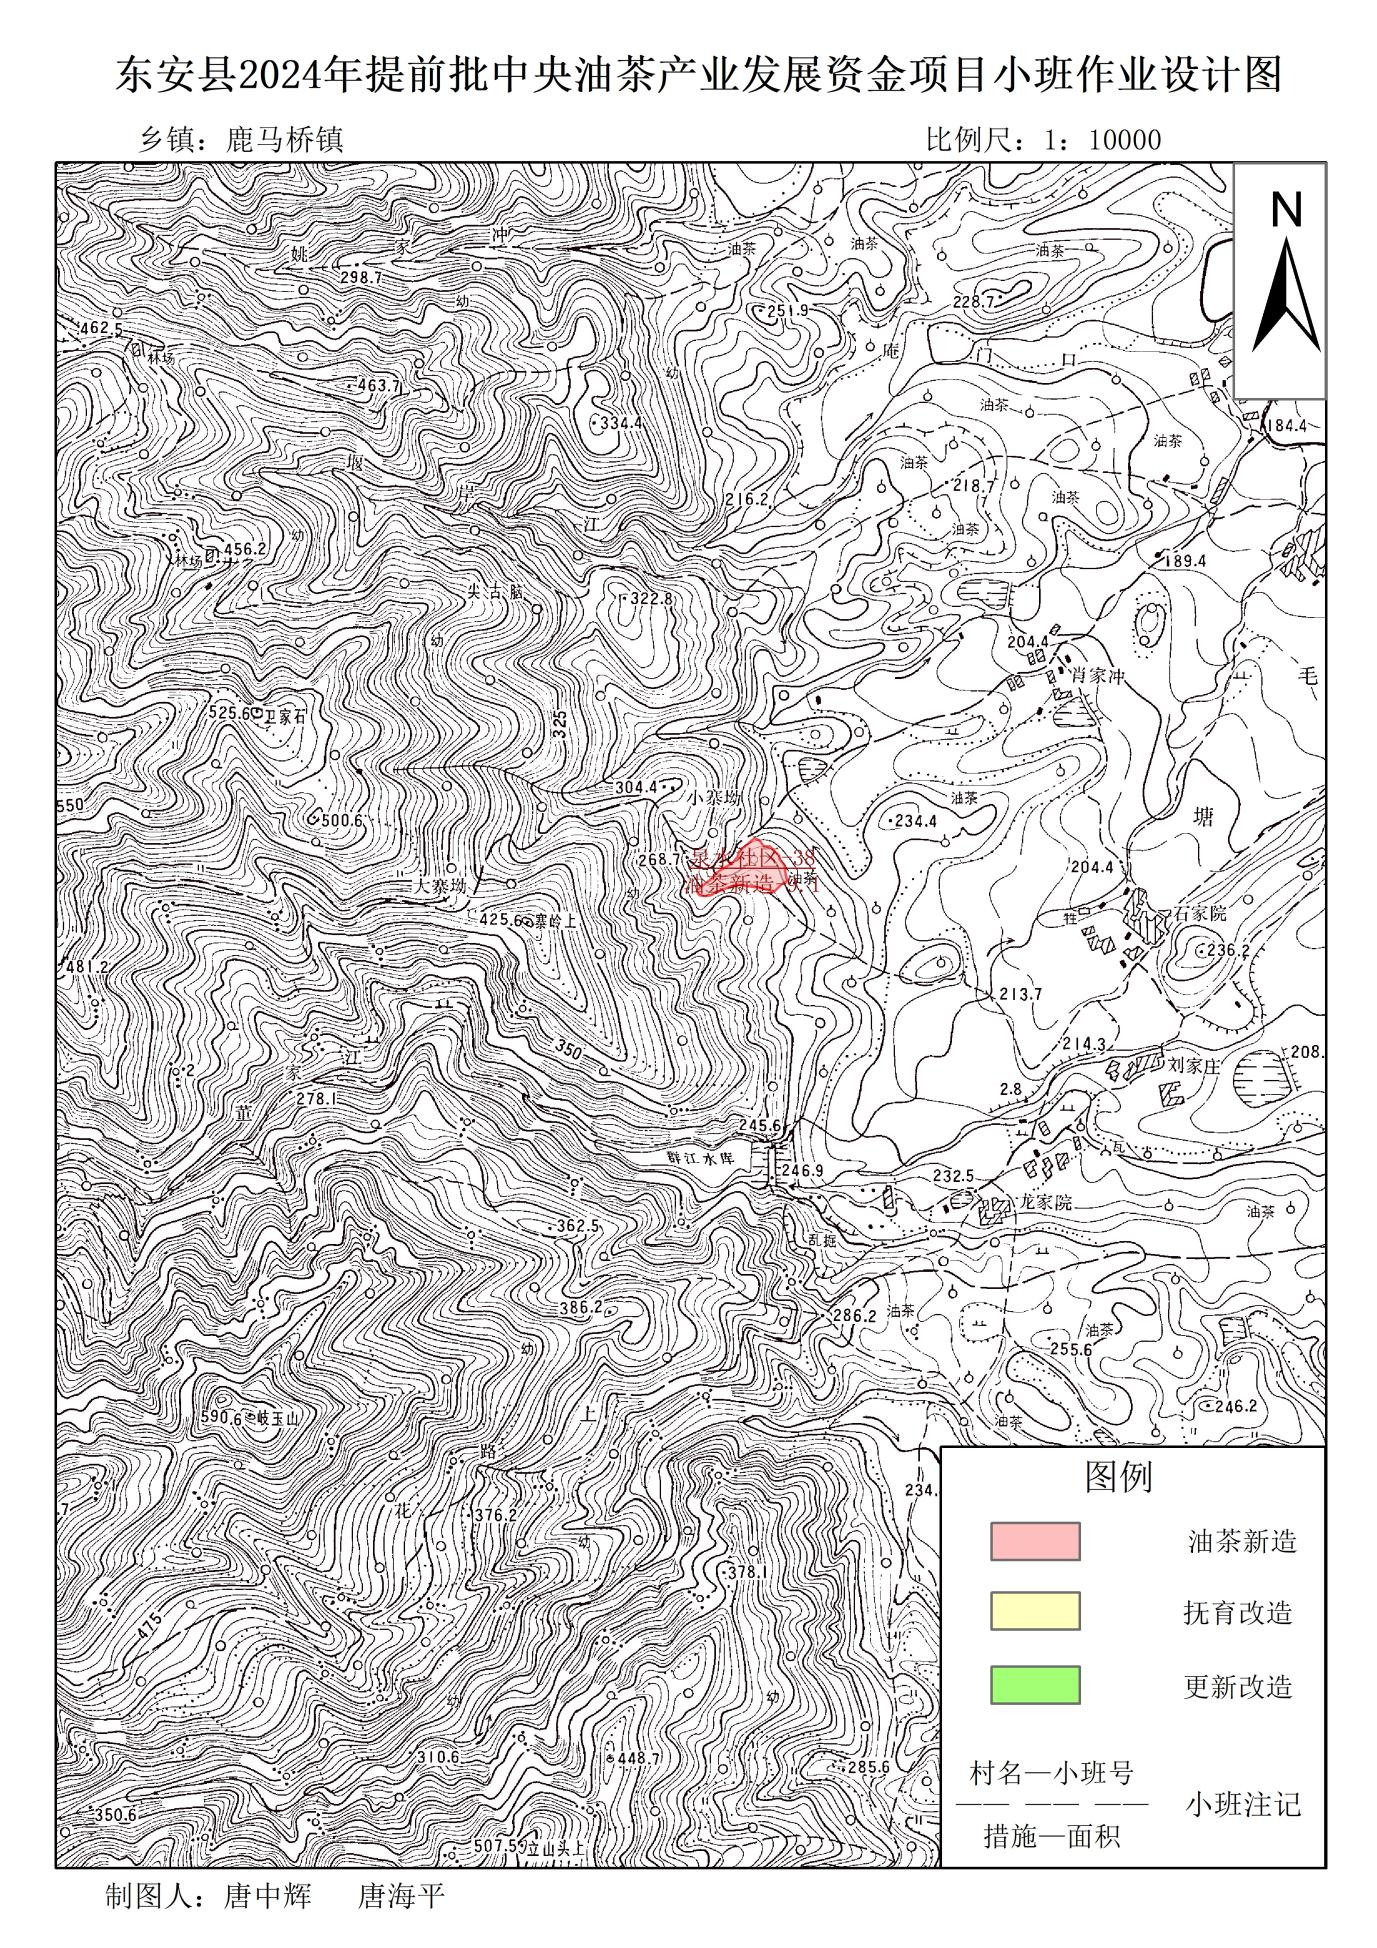 东安县2024年提前批中央油茶产业发展资金项目小班作业设计图
乡镇：鹿马桥镇
比例尺：1：10000
N
姚家冲
油茶
油茶
油茶
298.7
幼
251.9
228.7
462.5
林场
庵门口
幼
463.7
油茶
334.4
184.4
油茶
堰岸江
油茶
218.7
216.2
油茶
幼
油茶
林场
456.2
189.4
尖古脑
322.8
幼
204.4
肖家冲
毛
525.6
卫家石
325
304.4
小寨坳
油茶
550
500.6
234.4
塘
268.7
泉水社区-38
204.4
大寨坳
油茶新造
油茶
幼
425.6
寨岭上
牲
石家院
236.2
481.2
213.7
350
214.3
208.
家江
刘家庄
2
278.1
2.8
董
245.6
瓦
群江水库
246.9
232.5
龙家院
362.5
油茶
乱掘
386.2
286.2
油茶
油茶
幼
255.6
590.6
岐玉山
上
246.2
油茶
路
.7
花
376.2
234.
幼
378.1
475
幼
幼
310.6
448.7
285.6
350.6
507.5
立山头上
图例
油茶新造
抚育改造
更新改造
村名—小班号
小班注记
措施—面积
制图人：唐中辉 唐海平